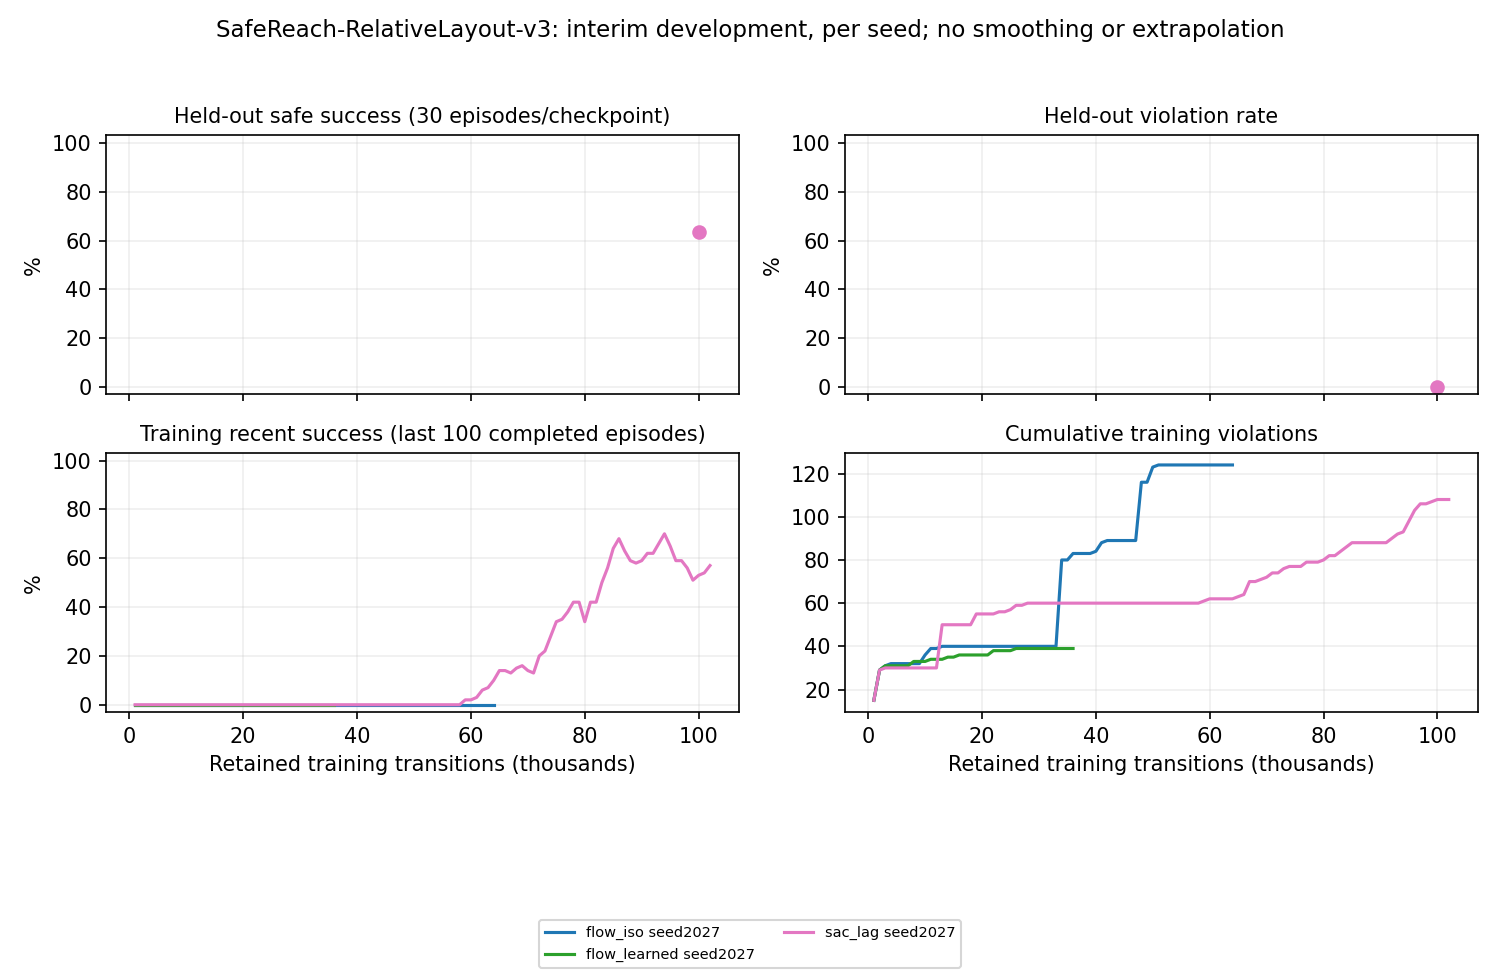 SafeReach-RelativeLayout-v3: interim development, per seed; no smoothing or extrapolation
Held-out safe success (30 episodes/checkpoint)
100
80
60
40
20
0
%
Held-out violation rate
100
80
60
40
20
0
%
Training recent success (last 100 completed episodes)
100
80
60
40
20
0
%
0 20 40 60 80 100
Retained training transitions (thousands)
Cumulative training violations
120
100
80
60
40
20
0 20 40 60 80 100
Retained training transitions (thousands)
flow_iso seed2027
flow_learned seed2027
sac_lag seed2027